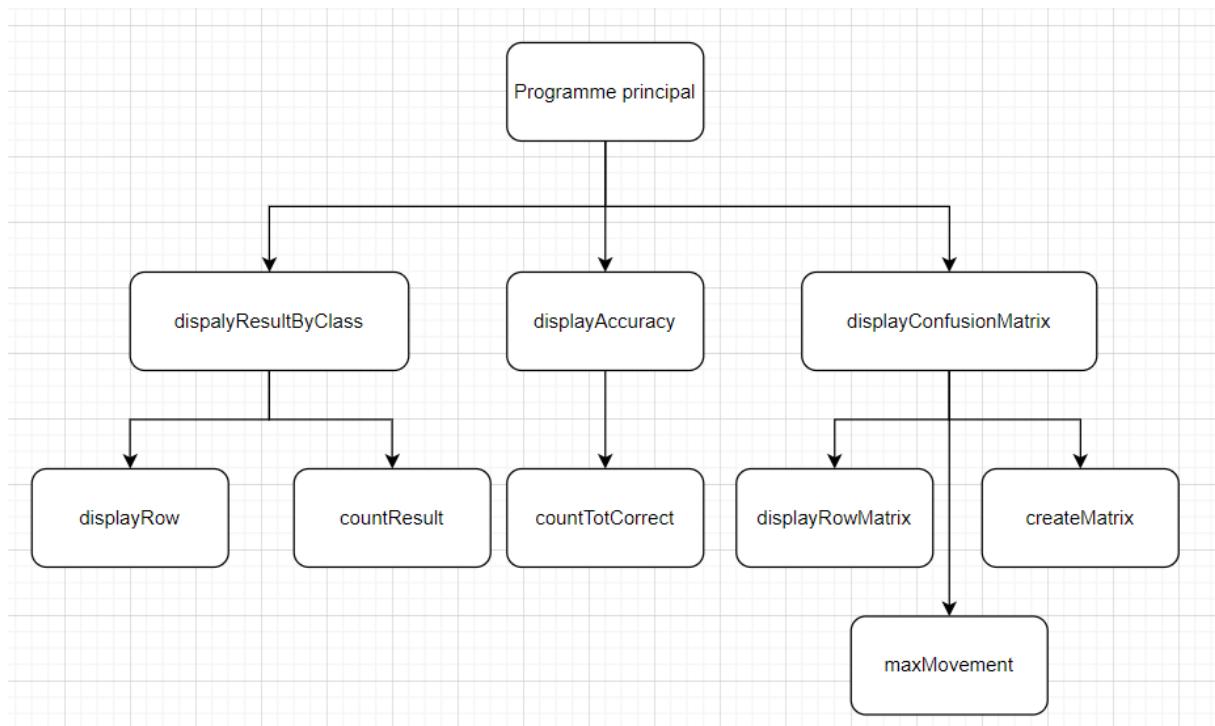 Programme principal
dispalyResultByClass
displayAccuracy
displayConfusionMatrix
displayRow
countResult
countTotCorrect
displayRowMatrix
createMatrix
maxMovement